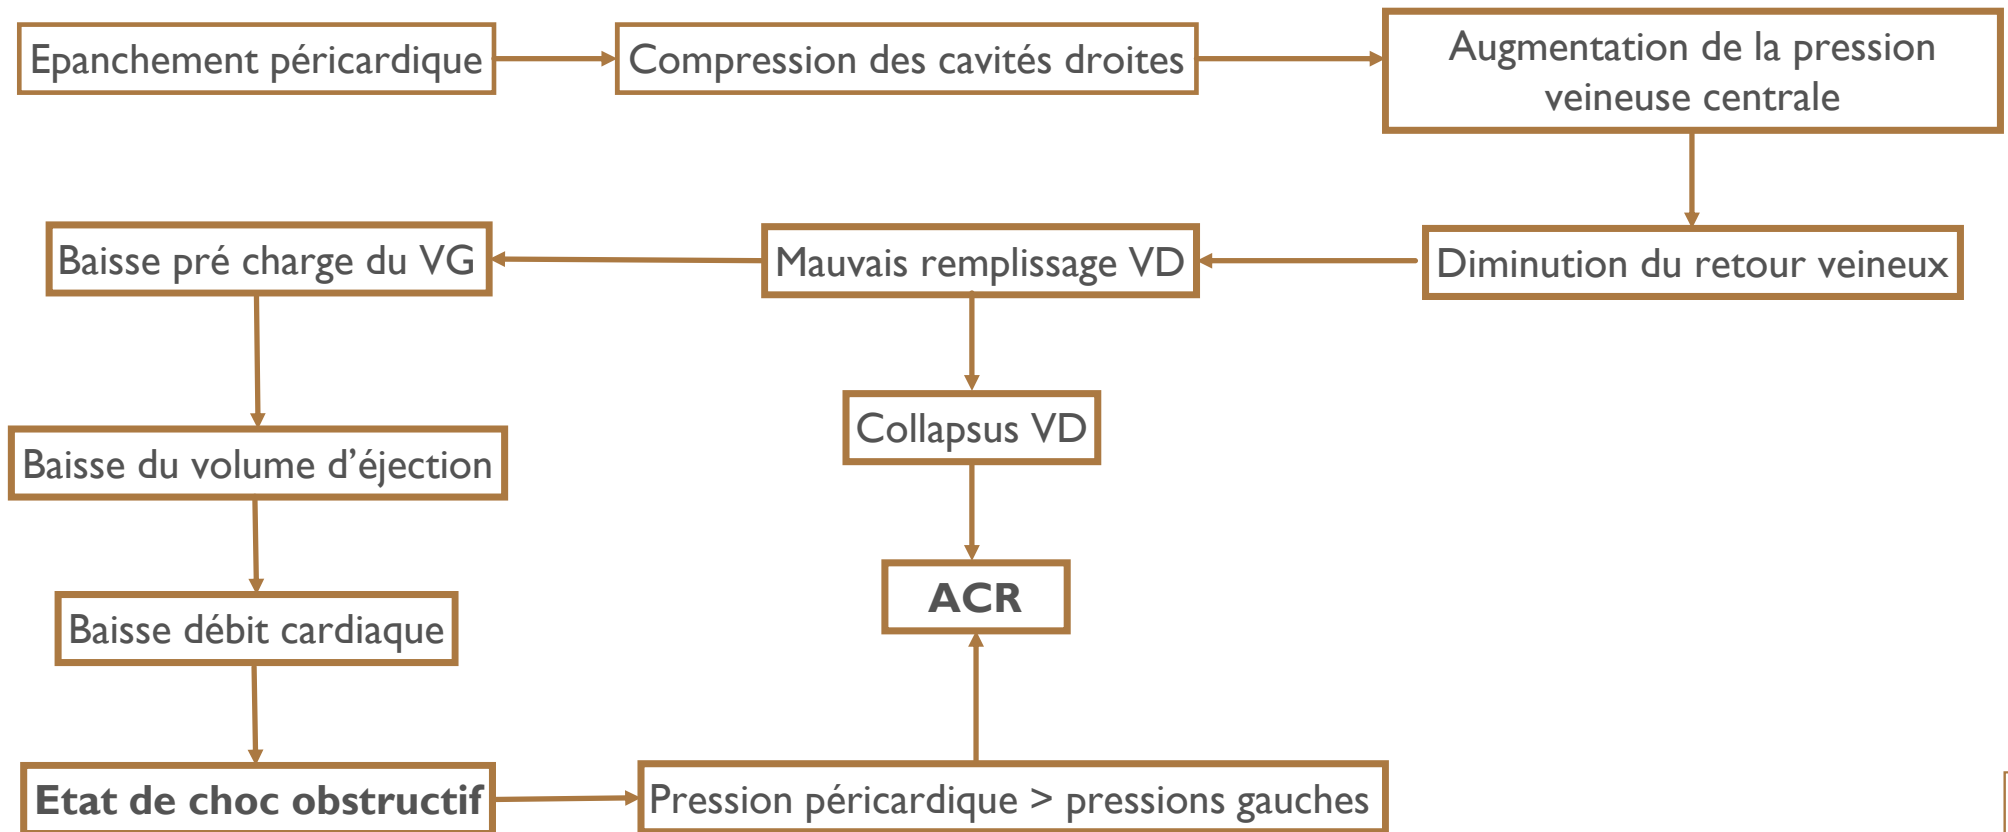 Epanchement péricardique
Compression des cavités droites
Augmentation de la pression
veineuse centrale
Diminution du retour veineux
Mauvais remplissage VD
Baisse pré charge du VG
Baisse du volume d’éjection
Baisse débit cardiaque
Etat de choc obstructif
Collapsus VD
ACR
Pression péricardique > pressions gauches